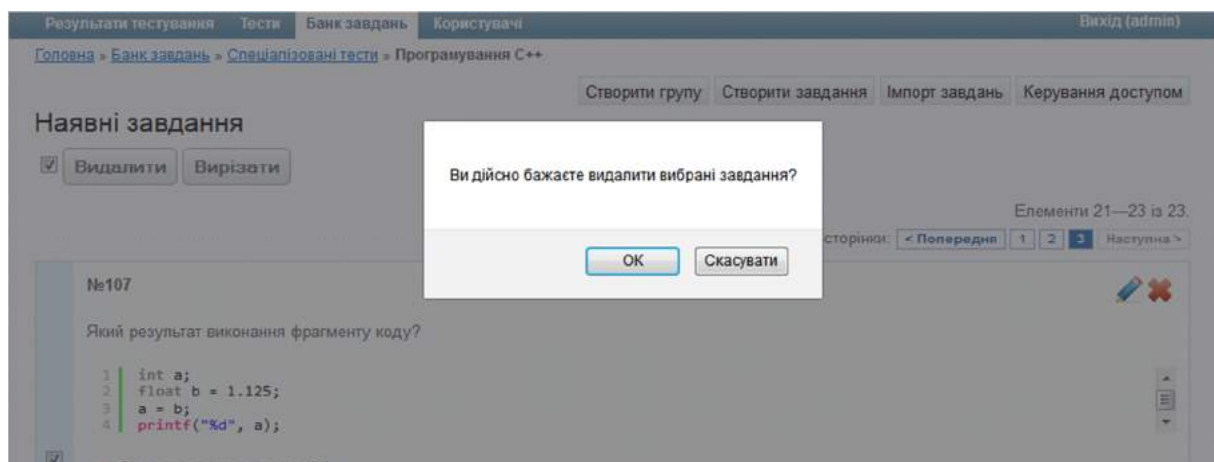 Результати тестування Тести Банк завдань Користувачі Вихід (admin)
Головна » Банк завдань » Спеціалізовані тести » Програмування C++
Створити групу Створити завдання Імпорт завдань Керування доступом
Наявні завдання
Видалити Вирізати
Ви дійсно бажаєте видалити вибрані завдання?
Елементи 21—23 із 23.
сторінки: < Попередня 1 2 3 Наступна >
OK Скасувати
№107
Який результат виконання фрагменту коду?
1 int a;
2 float b = 1.125;
3 a = b;
4 printf("%d", a);